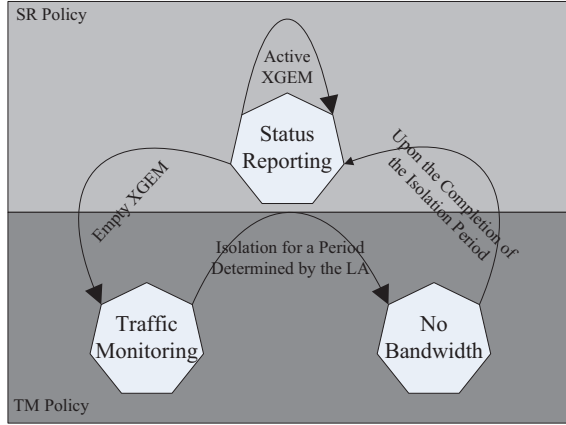 SR Policy
Active
XGEM
Status
Reporting
Empty XGEM
Upon the Completion of
the Isolation Period
Isolation for a Period
Determined by the LA
Traffic
Monitoring
No
Bandwidth
TM Policy